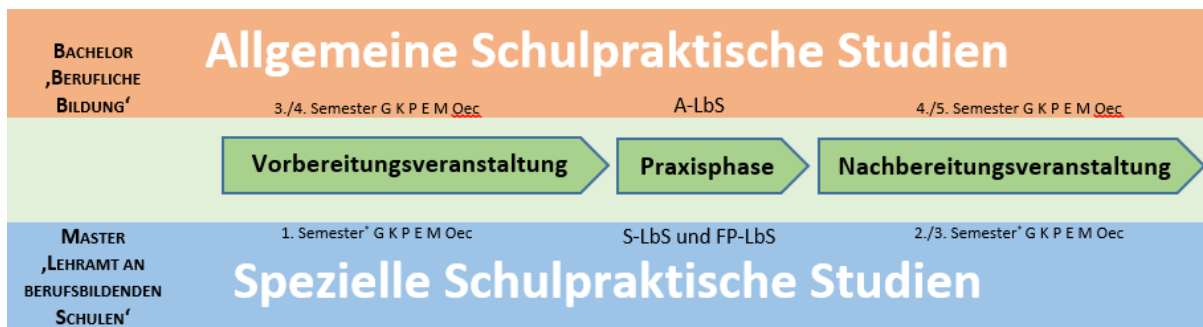 BACHELOR
‚BERUFLICHE
BILDUNG‘
Allgemeine Schulpraktische Studien
3./4. Semester G K P E M Oec
A-LbS
4./5. Semester G K P E M Oec
Vorbereitungsveranstaltung
Praxisphase
Nachbereitungsveranstaltung
MASTER
‚LEHRAMT AN
BERUFSBILDENDEN
SCHULEN‘
1. Semester* G K P E M Oec
S-LbS und FP-LbS
2./3. Semester* G K P E M Oec
Spezielle Schulpraktische Studien